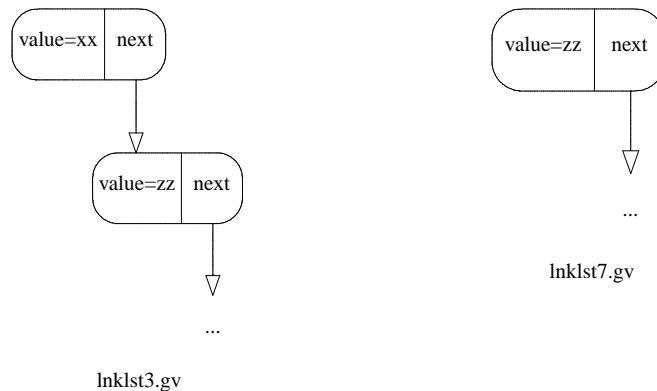 value=xx next
value=zz next
...
lnklst3.gv
value=zz next
...
lnklst7.gv